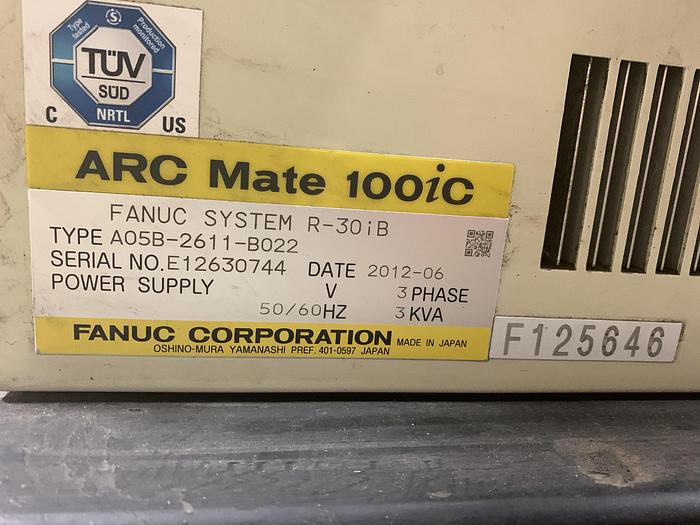 Type tested
Production monitored
S
TÜV
SÜD
NRTL
C US
ARC Mate 100iC
FANUC SYSTEM R-30iB
TYPE A05B-2611-B022
SERIAL NO.E12630744 DATE 2012-06
POWER SUPPLY V 3 PHASE
50/60HZ 3 KVA
FANUC CORPORATION MADE IN JAPAN
OSHINO-MURA YAMANASHI PREF. 401-0597 JAPAN
F125646